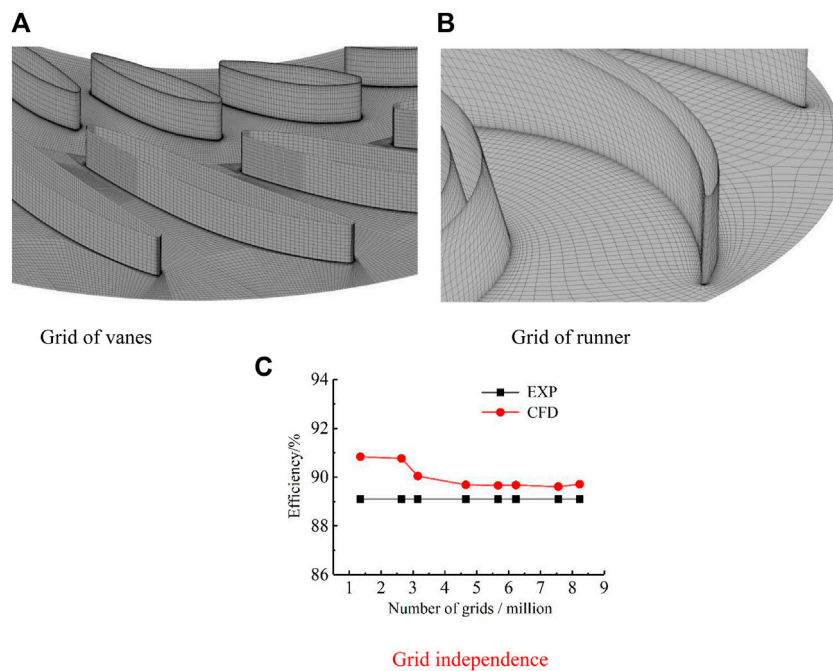 A
B
Grid of vanes
Grid of runner
C
94
EXP
CFD
92
90
88
86
Efficiency/%
1 2 3 4 5 6 7 8 9
Number of grids / million
Grid independence